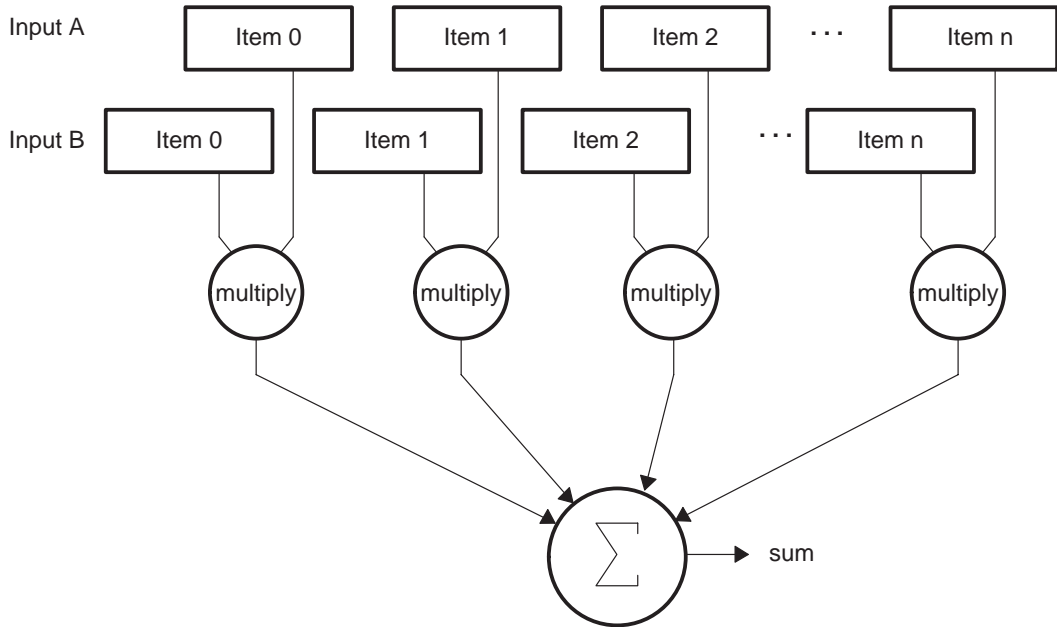 Input A Item 0 Item 1 Item 2 ... Item n
Input B Item 0 Item 1 Item 2 ... Item n
multiply multiply multiply multiply
Σ sum